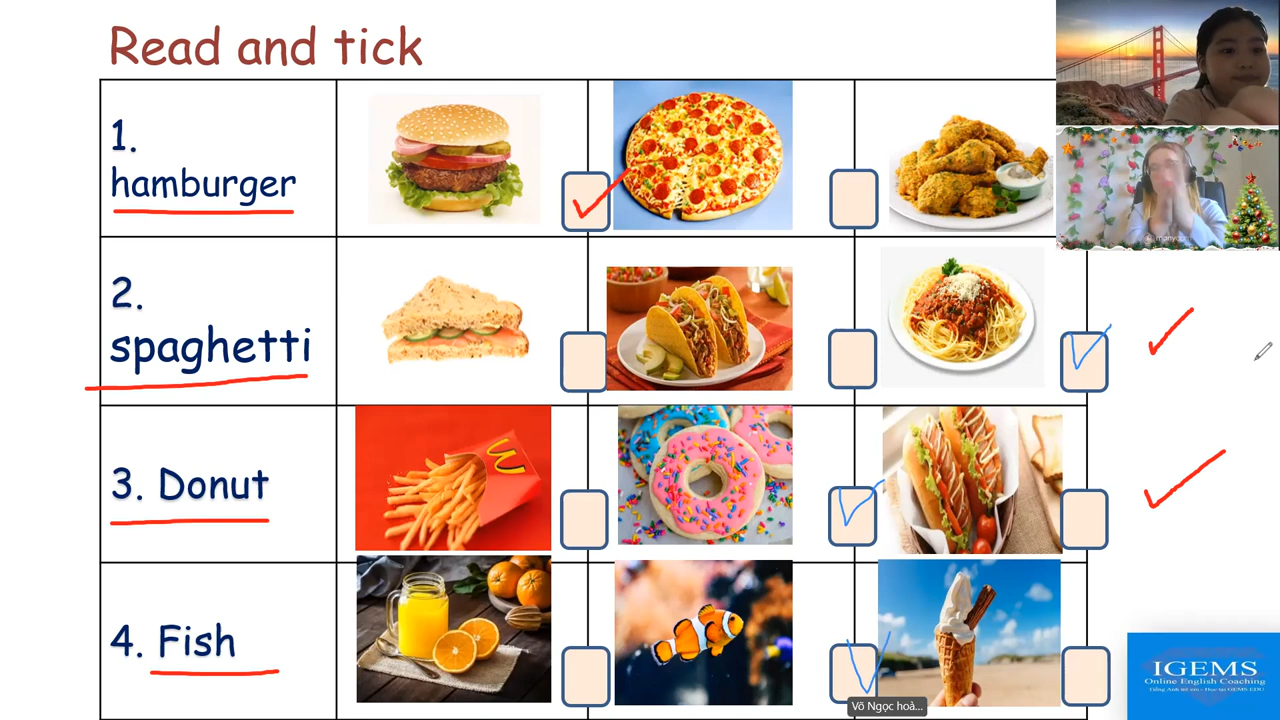 Read and tick
1.
hamburger
2.
spaghetti
3. Donut
4. Fish
IGEMS
Online English Coaching
Võ Ngọc hoà...